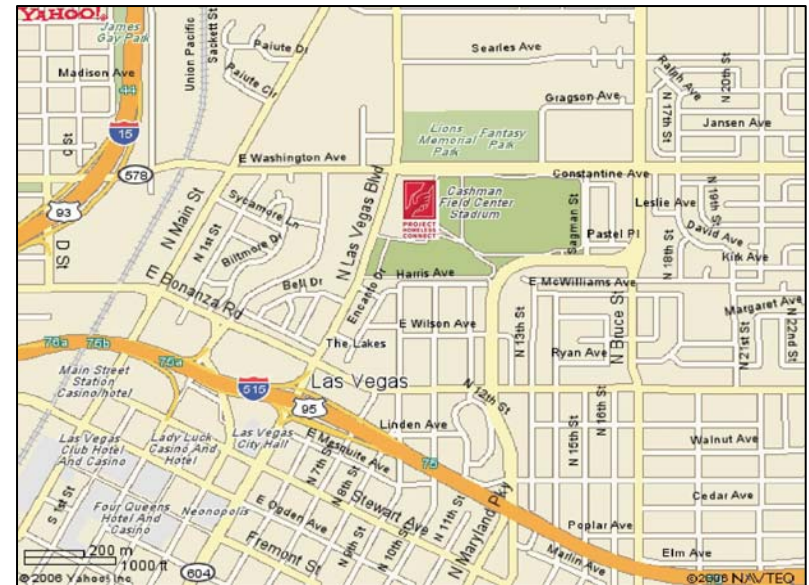 YAHOO!
James
Gay Park
Sackett St
Union Pacific
Paiute Dr
Paiute Cir
Madison Ave
44
15
D St
578
93
D St
E Washington Ave
N Main St
N 1st St
Sycamore Ln
Biltmore Dr
Bell Dr
E Bonanza Rd
N Las Vegas Blvd
Encanto Dr
Searles Ave
Gragson Ave
Ralph Ave
N 17th St
N 20th St
Jansen Ave
Lions
Memorial
Park
Fantasy
Park
Constantine Ave
PROJECT
HOMELESS
CONNECT
Cashman
Field Center
Stadium
Sagman St
Leslie Ave
N 19th St
David Ave
Pastel Pl
N 18th St
Kirk Ave
Harris Ave
E McWilliams Ave
Margaret Ave
E Wilson Ave
N 13th St
N Bruce St
N 21st St
N 22nd St
Ryan Ave
The Lakes
Las Vegas
76a
76b
75a
Main Street
Station
Casino/hotel
515
95
N 12th St
Linden Ave
N 15th St
N 16th St
Walnut Ave
Las Vegas
Club Hotel
And Casino
Lady Luck
Casino And
Hotel
Las Vegas
City Hall
E Mesquite Ave
75
N 7th St
N 8th St
Stewart Ave
Four Queens
Hotel And
Casino
Neonopolis
E Ogden Ave
N 9th St
N 10th St
N 11th St
N Maryland Pky
Cedar Ave
S 1st St
Fremont St
Poplar Ave
Marlin Ave
Elm Ave
200 m
1000 ft
604
© 2006 Yahoo! Inc
©2006 NAVTEQ